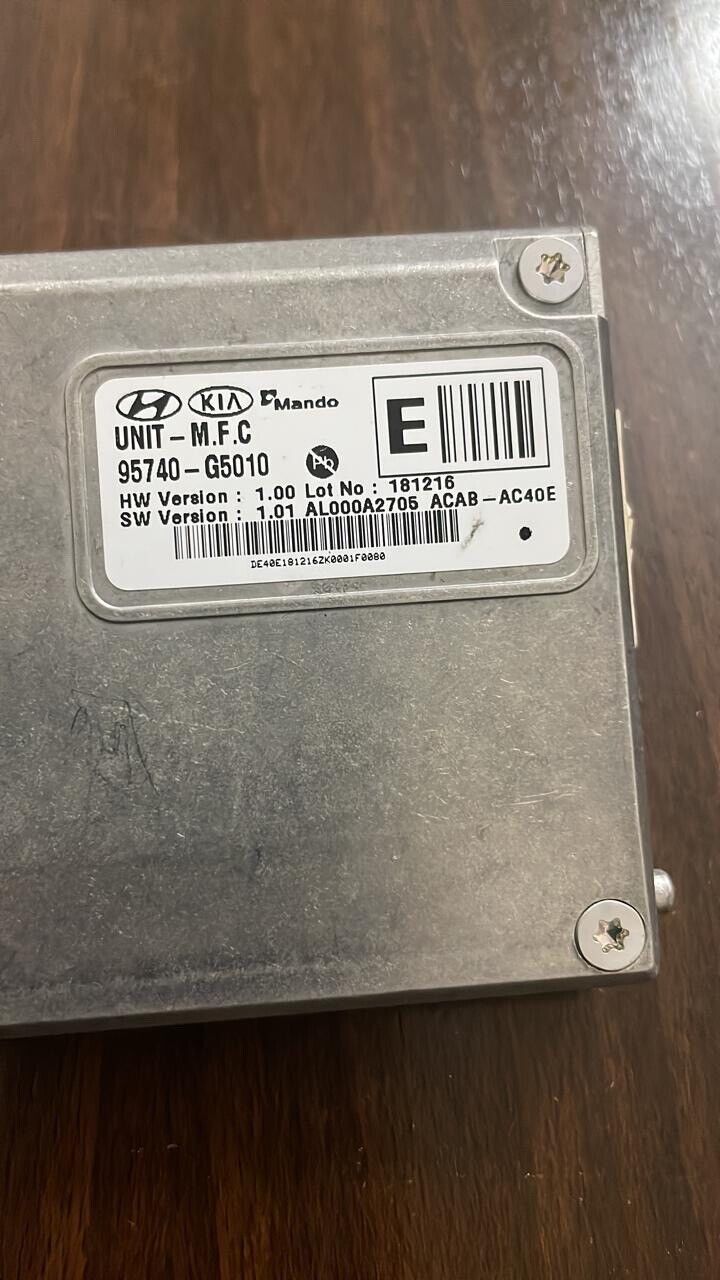 KIA Mando
UNIT-M.F.C
95740-G5010 Pb
E
HW Version : 1.00 Lot No : 181216
SW Version : 1.01 AL000A2705 ACAB-AC40E
DE40E181216ZK0001F0080